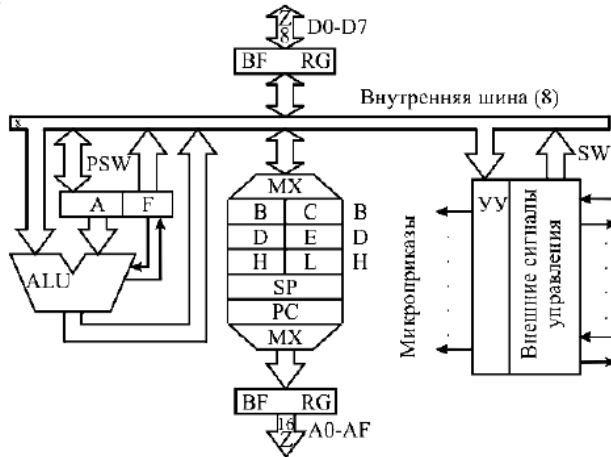 Z
8
D0-D7
BF RG
Внутренняя шина (8)
8
PSW
SW
A F
ALU
MX
B C B
D E D
H L H
SP
PC
MX
УУ
Микроприказы
Внешние сигналы
управления
BF RG
16
Z
A0-AF